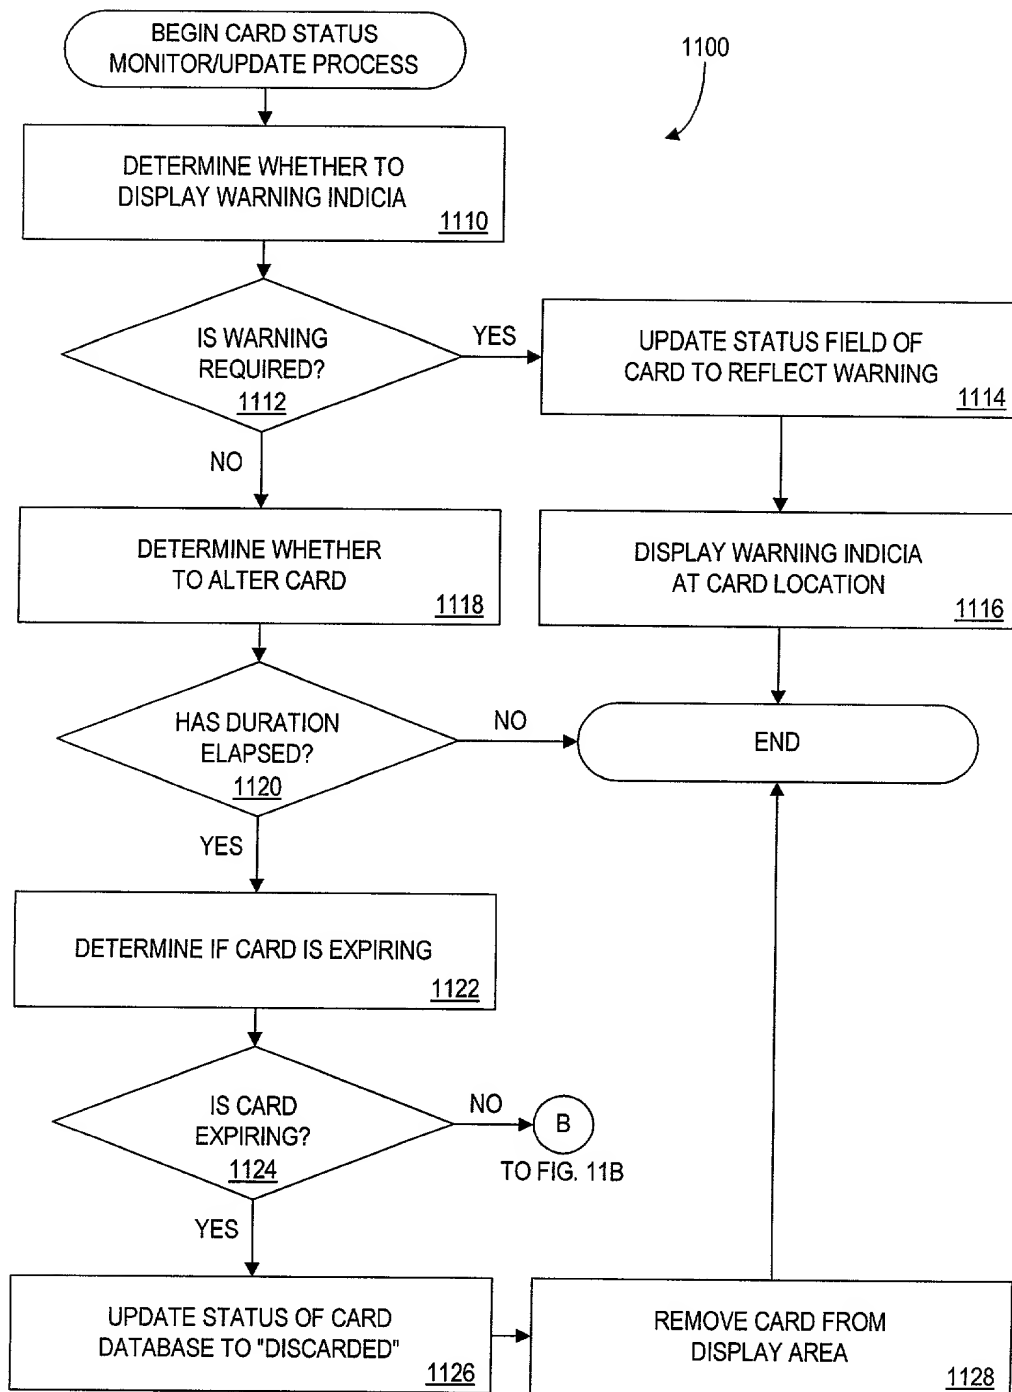 BEGIN CARD STATUS
MONITOR/UPDATE PROCESS
1100
DETERMINE WHETHER TO
DISPLAY WARNING INDICIA
1110
IS WARNING
REQUIRED?
1112
YES
UPDATE STATUS FIELD OF
CARD TO REFLECT WARNING
1114
NO
DETERMINE WHETHER
TO ALTER CARD
1118
DISPLAY WARNING INDICIA
AT CARD LOCATION
1116
HAS DURATION
ELAPSED?
1120
NO
END
YES
DETERMINE IF CARD IS EXPIRING
1122
IS CARD
EXPIRING?
1124
NO
B
TO FIG. 11B
YES
UPDATE STATUS OF CARD
DATABASE TO "DISCARDED"
1126
REMOVE CARD FROM
DISPLAY AREA
1128